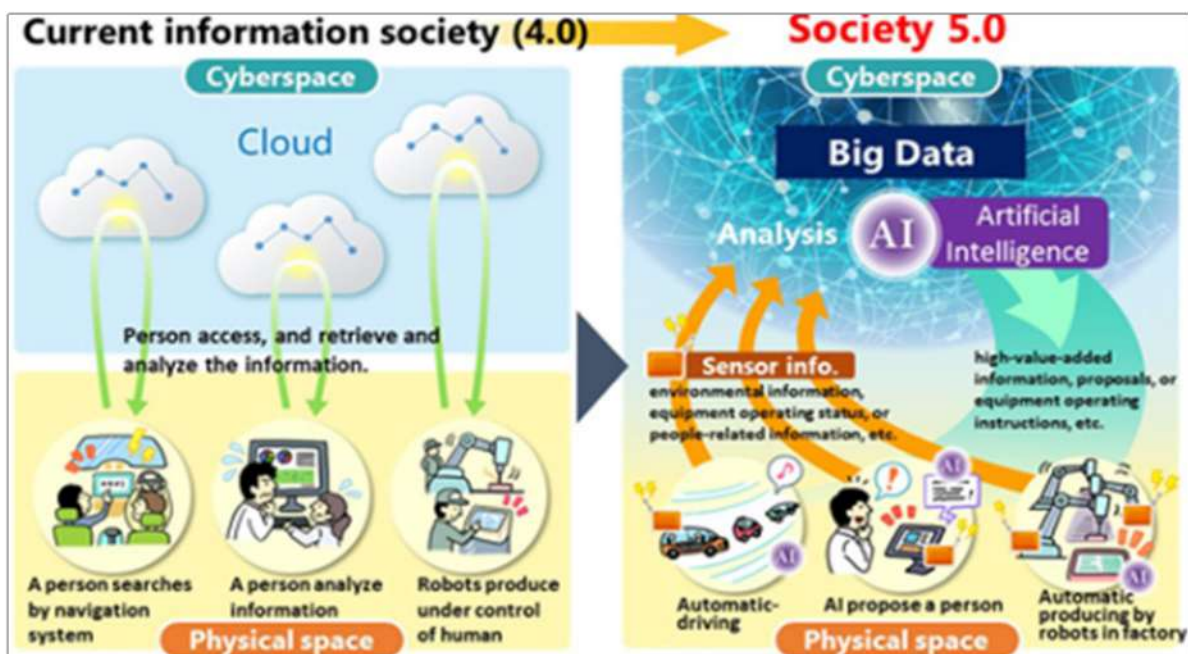 Current information society (4.0)
Society 5.0
Cyberspace
Cloud
Person access, and retrieve and
analyze the information.
A person searches
by navigation
system
A person analyze
information
Robots produce
under control
of human
Physical space
Cyberspace
Big Data
Analysis
AI
Artificial
Intelligence
Sensor info.
environmental information,
equipment operating status, or
people-related information, etc.
high-value-added
information, proposals, or
equipment operating
instructions, etc.
AI
AI
AI
Automatic-
driving
AI propose a person
Automatic
producing by
robots in factory
Physical space